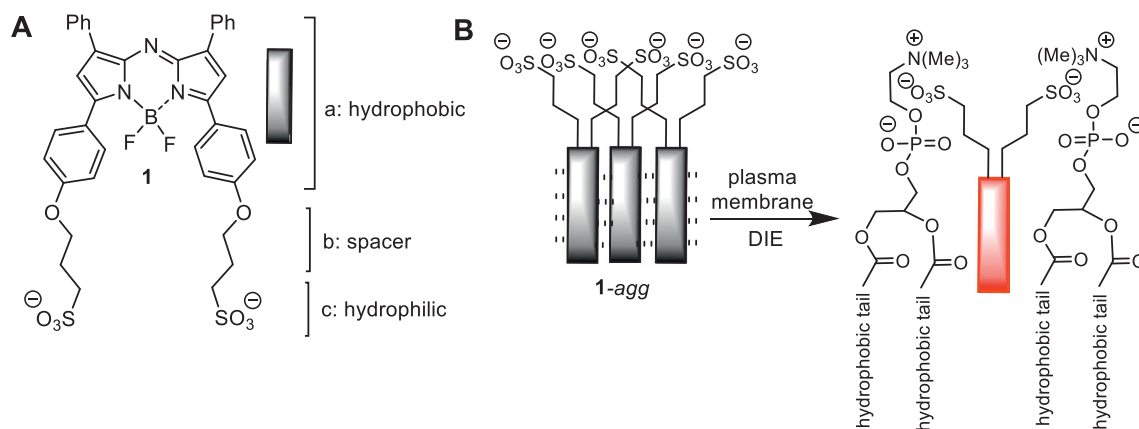 A
Ph
Ph
N
N
N
B
F
F
1
O
O
⊖
O₃S
⊖
SO₃
a: hydrophobic
b: spacer
c: hydrophilic
B
⊖ ⊖ ⊖ ⊖ ⊖
O₃S O₃S O₃S SO₃ SO₃ SO₃
1-agg
plasma
membrane
DIE
⊕
N(Me)₃
O
⊖
O-P=O
O
O
O
O
O
⊖
O₃S
⊖
SO₃
⊕
(Me)₃N
O
⊖
O=P-O
O
O
O
O
O
hydrophobic tail
hydrophobic tail
hydrophobic tail
hydrophobic tail